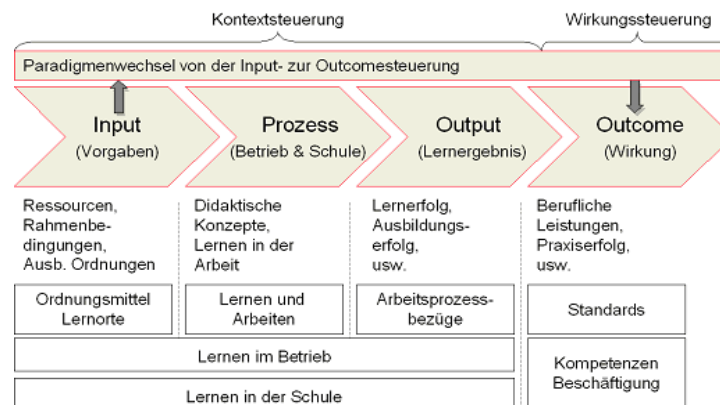 Kontextsteuerung
Wirkungssteuerung
Paradigmenwechsel von der Input- zur Outcomesteuerung
Input
(Vorgaben)
Prozess
(Betrieb & Schule)
Output
(Lernergebnis)
Outcome
(Wirkung)
Ressourcen,
Rahmenbe-
dingungen,
Ausb. Ordnungen
Didaktische
Konzepte,
Lernen in der
Arbeit
Lernerfolg,
Ausbildungs-
erfolg,
usw.
Berufliche
Leistungen,
Praxiserfolg,
usw.
Ordnungsmittel
Lernorte
Lernen und
Arbeiten
Arbeitsprozess-
bezüge
Standards
Lernen im Betrieb
Kompetenzen
Beschäftigung
Lernen in der Schule